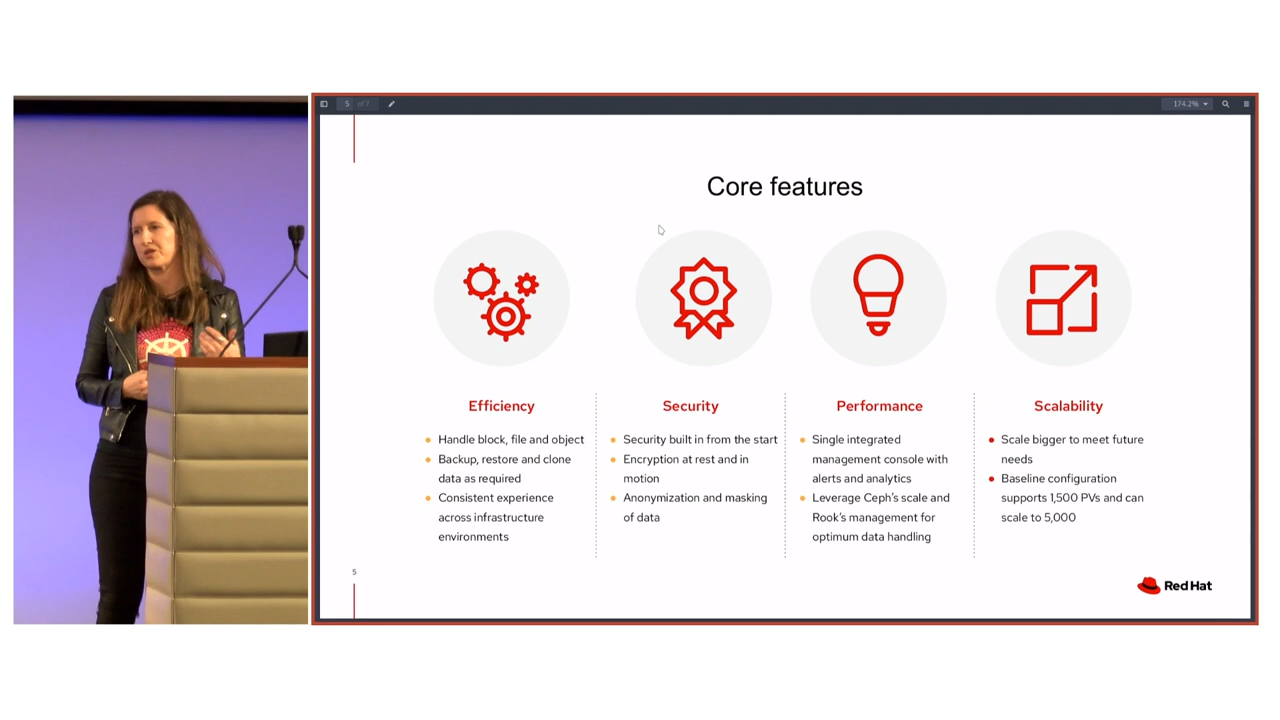 5 of 7
174.2%
Core features
Efficiency
Handle block, file and object
Backup, restore and clone
data as required
Consistent experience
across infrastructure
environments
Security
Security built in from the start
Encryption at rest and in
motion
Anonymization and masking
of data
Performance
Single integrated
management console with
alerts and analytics
Leverage Ceph's scale and
Rook's management for
optimum data handling
Scalability
Scale bigger to meet future
needs
Baseline configuration
supports 1,500 PVs and can
scale to 5,000
5
Red Hat